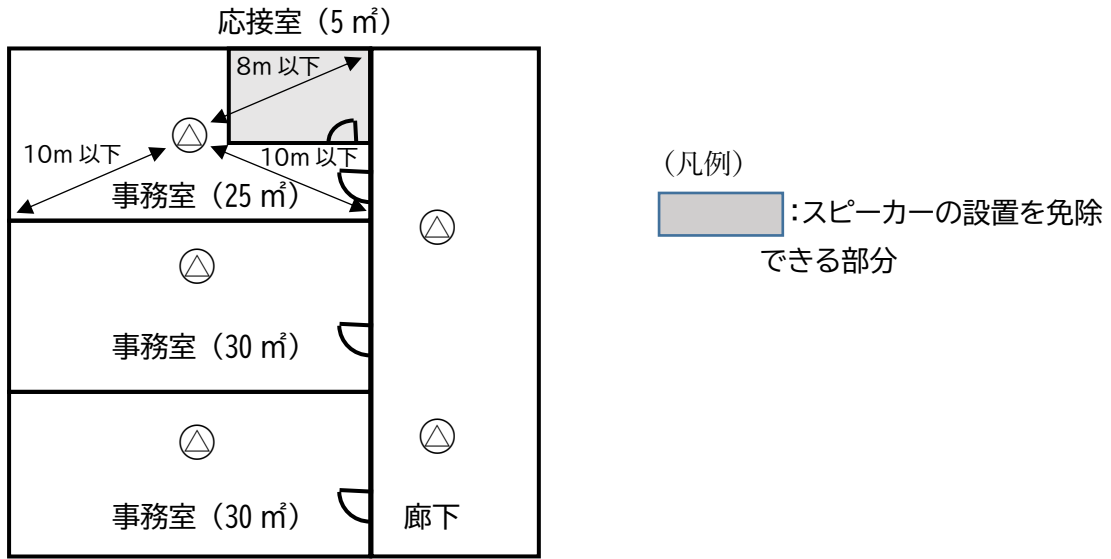 応接室（5 ㎡）
8m 以下
10m 以下
10m 以下
事務室（25 ㎡）
事務室（30 ㎡）
事務室（30 ㎡）
廊下
（凡例）
：スピーカーの設置を免除
できる部分